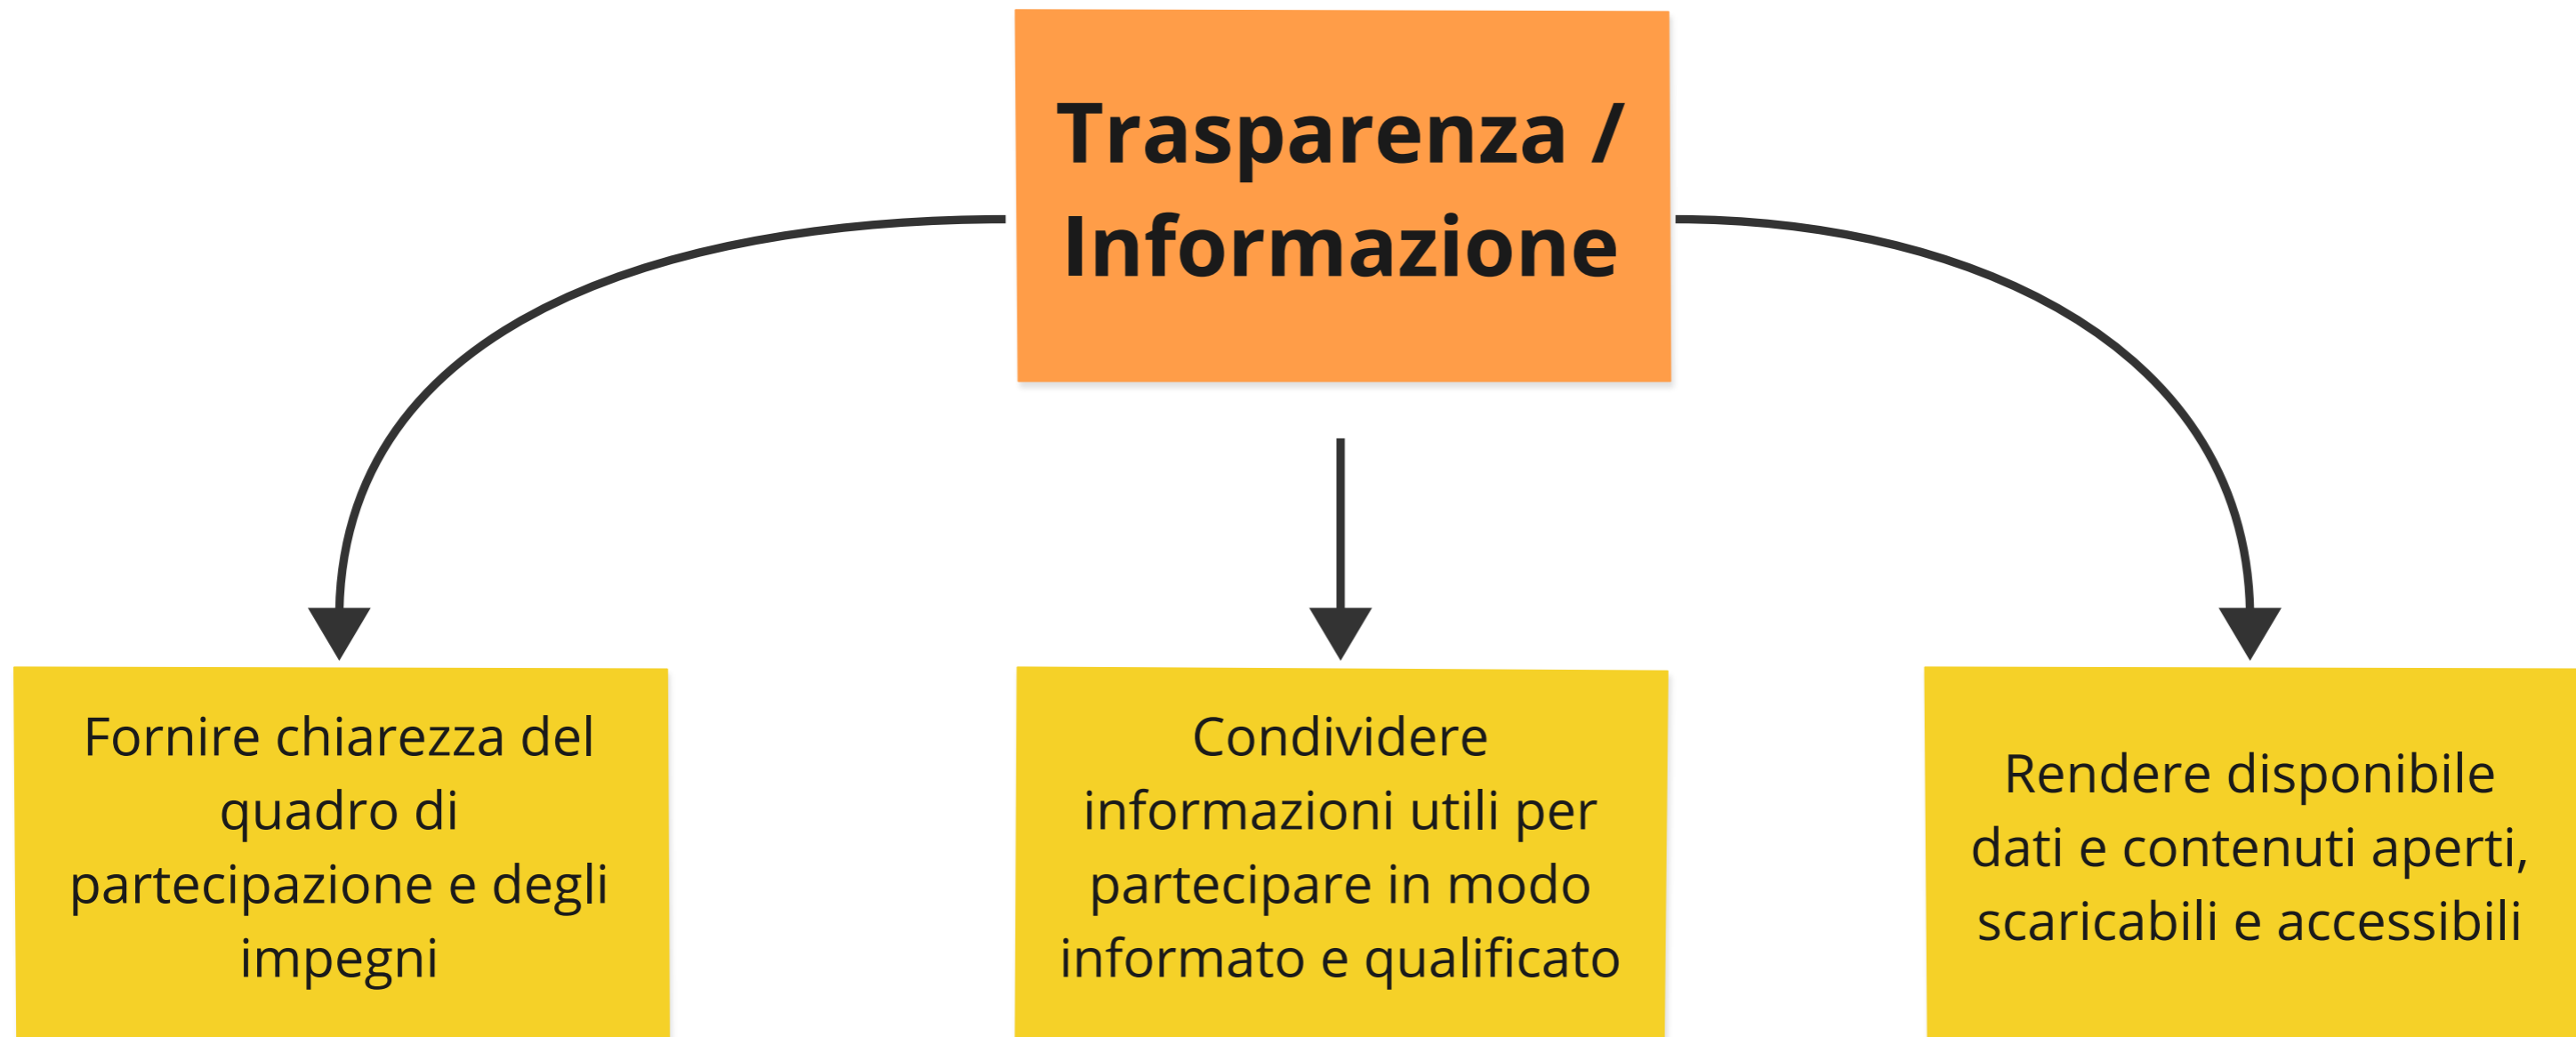 Trasparenza /
Informazione
Fornire chiarezza del
quadro di
partecipazione e degli
impegni
Condividere
informazioni utili per
partecipare in modo
informato e qualificato
Rendere disponibile
dati e contenuti aperti,
scaricabili e accessibili